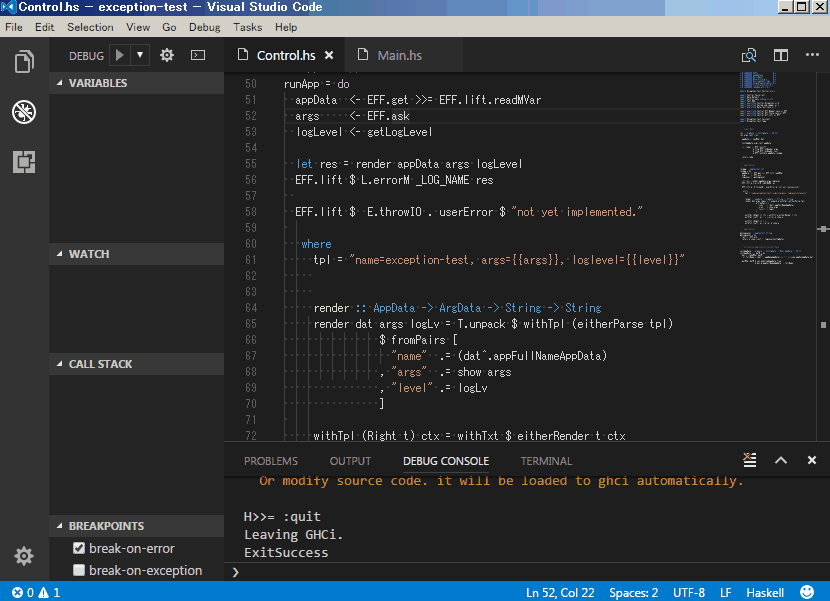 Control.hs — exception-test — Visual Studio Code
File Edit Selection View Go Debug Tasks Help
DEBUG
Control.hs
Main.hs
VARIABLES
WATCH
CALL STACK
BREAKPOINTS
break-on-error
break-on-exception
50 runApp = do
51 appData <- EFF.get >>= EFF.lift.readMVar
52 args <- EFF.ask
53 logLevel <- getLogLevel
54
55 let res = render appData args logLevel
56 EFF.lift $ L.errorM _LOG_NAME res
57
58 EFF.lift $ E.throwIO . userError $ "not yet implemented."
59
60 where
61 tpl = "name=exception-test, args={{args}}, loglevel={{level}}"
62
63
64 render :: AppData -> ArgData -> String -> String
65 render dat args logLv = T.unpack $ withTpl (eitherParse tpl)
66 $ fromPairs [
67 "name" .= (dat^.appFullNameAppData)
68 , "args" .= show args
69 , "level" .= logLv
70 ]
71
72 withTpl (Right t) ctx = withTxt $ eitherRender t ctx
PROBLEMS OUTPUT DEBUG CONSOLE TERMINAL
Or modify source code. it will be loaded to ghci automatically.
H>>= :quit
Leaving GHCi.
ExitSuccess
0 1 Ln 52, Col 22 Spaces: 2 UTF-8 LF Haskell